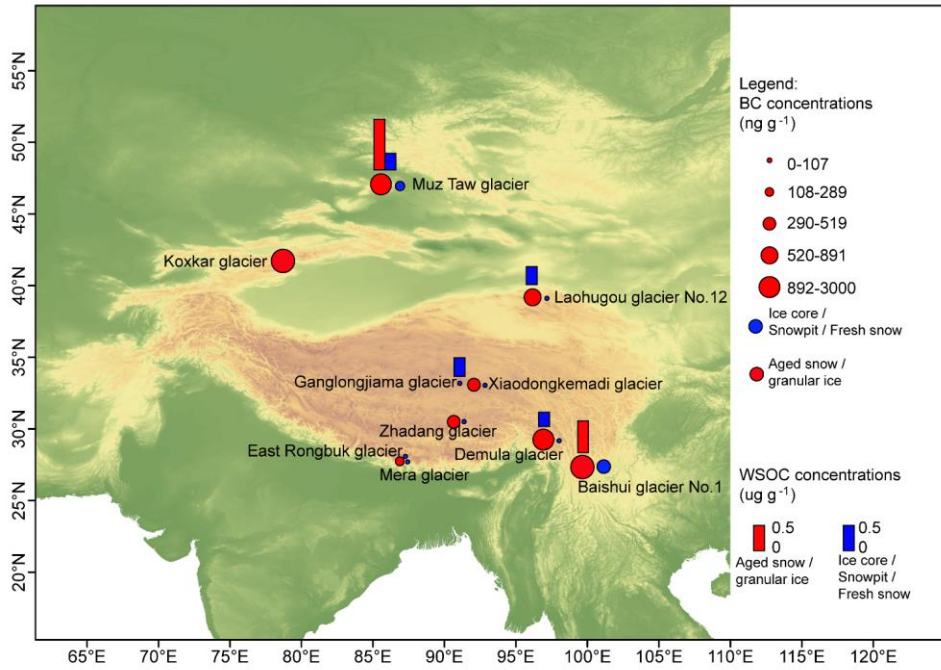 55°N
50°N
45°N
40°N
35°N
30°N
25°N
20°N
65°E
70°E
75°E
80°E
85°E
90°E
95°E
100°E
105°E
110°E
115°E
120°E
Muz Taw glacier
Koxkar glacier
Laohugou glacier No.12
Ganglongjiama glacier
Xiaodongkemadi glacier
Zhadang glacier
East Rongbuk glacier
Demula glacier
Mera glacier
Baishui glacier No.1
Legend:
BC concentrations
(ng g⁻¹)
0-107
108-289
290-519
520-891
892-3000
Ice core /
Snowpit / Fresh snow
Aged snow /
granular ice
WSOC concentrations
(ug g⁻¹)
0.5
0
Aged snow /
granular ice
0.5
0
Ice core /
Snowpit /
Fresh snow